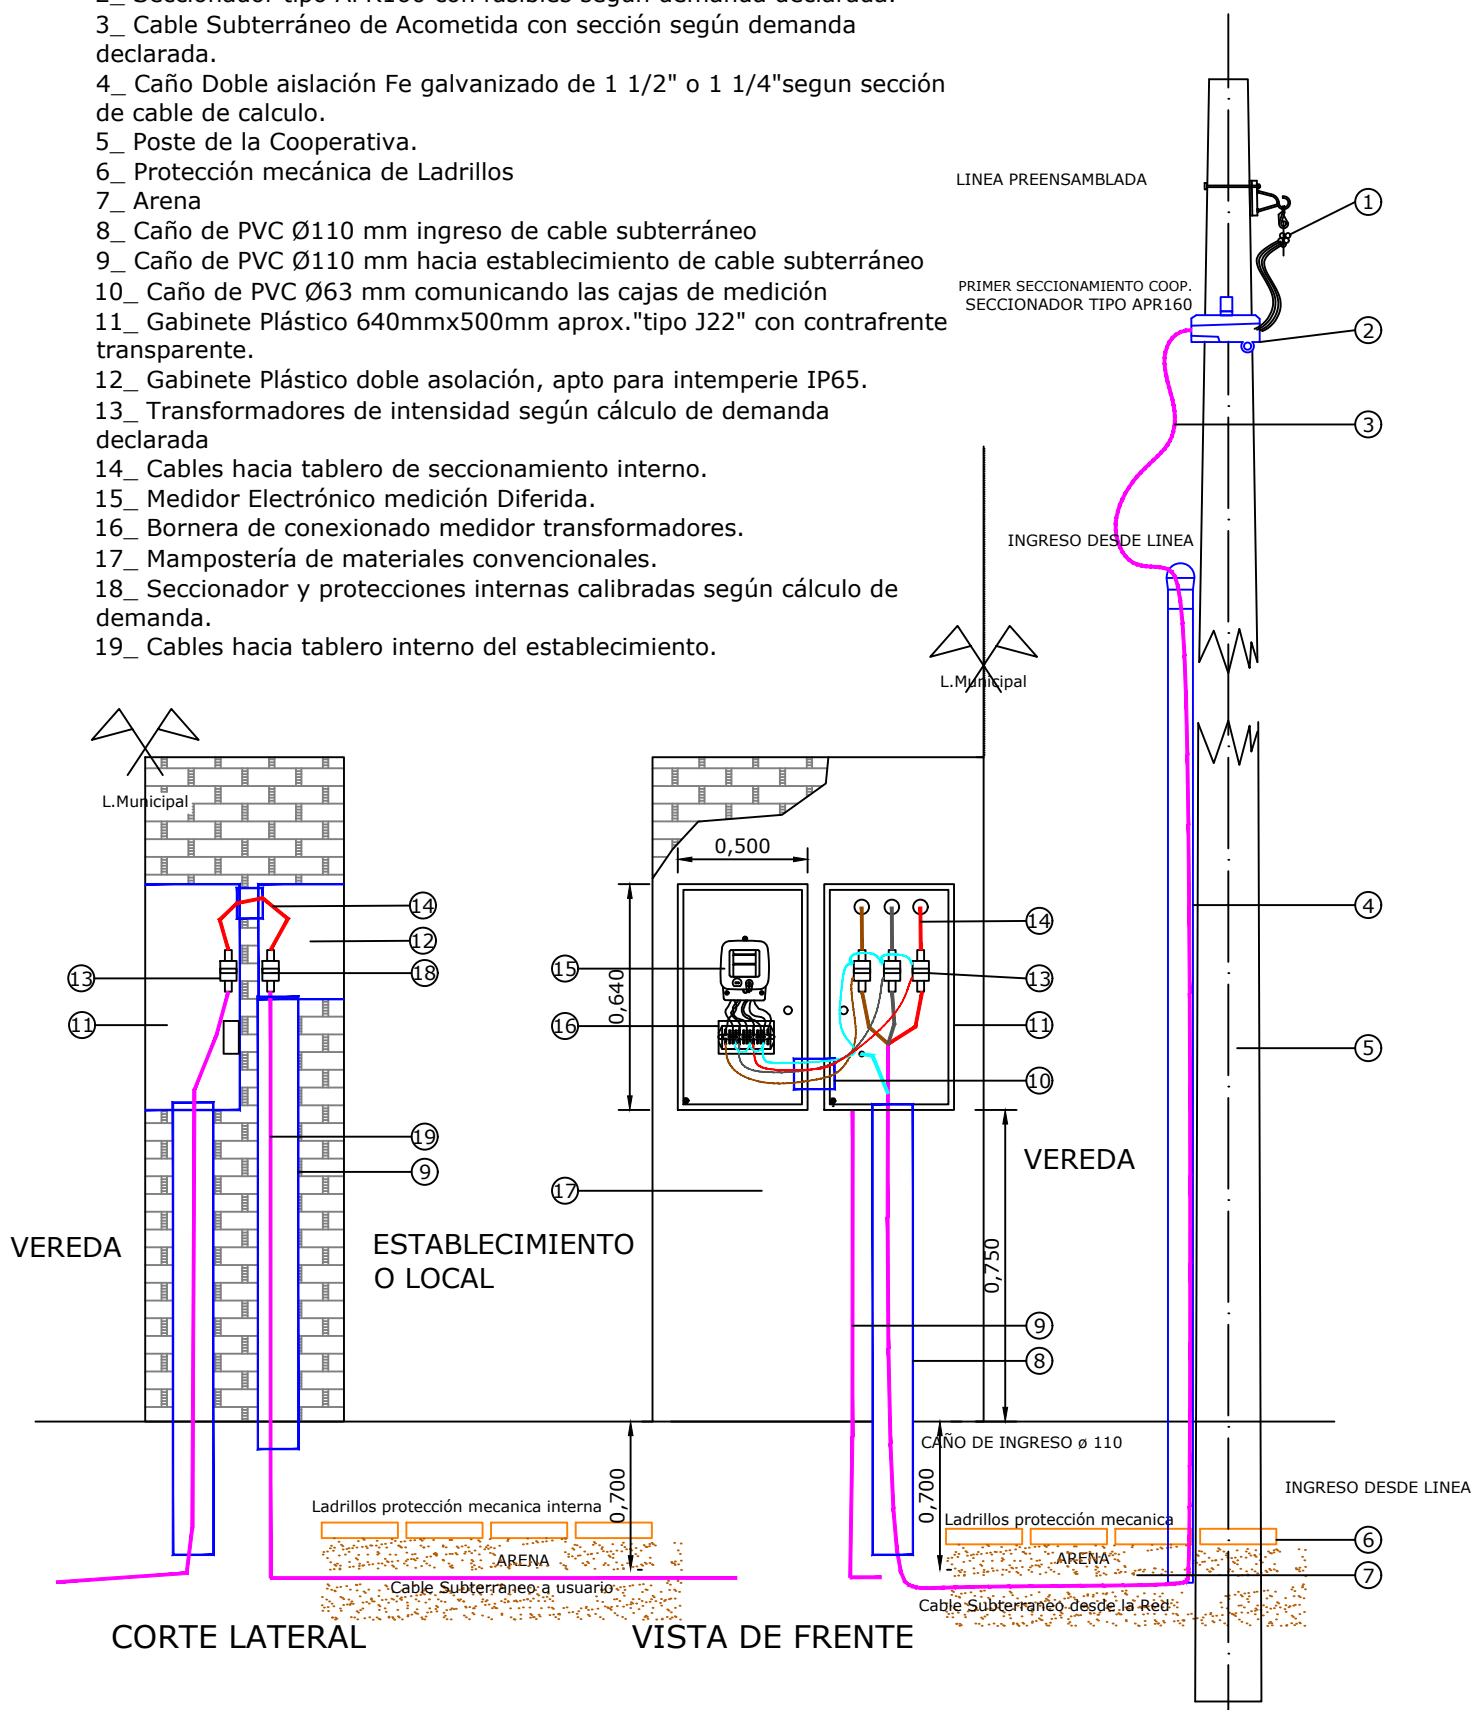 2_ Seccionador tipo APR160 con fusibles según demanda declarada.
3_ Cable Subterráneo de Acometida con sección según demanda
declarada.
4_ Caño Doble aislación Fe galvanizado de 1 1/2" o 1 1/4"segun sección
de cable de calculo.
5_ Poste de la Cooperativa.
6_ Protección mecánica de Ladrillos
7_ Arena
8_ Caño de PVC Ø110 mm ingreso de cable subterráneo
9_ Caño de PVC Ø110 mm hacia establecimiento de cable subterráneo
10_ Caño de PVC Ø63 mm comunicando las cajas de medición
11_ Gabinete Plástico 640mmx500mm aprox."tipo J22" con contrafrente
transparente.
12_ Gabinete Plástico doble asolación, apto para intemperie IP65.
13_ Transformadores de intensidad según cálculo de demanda
declarada
14_ Cables hacia tablero de seccionamiento interno.
15_ Medidor Electrónico medición Diferida.
16_ Bornera de conexionado medidor transformadores.
17_ Mampostería de materiales convencionales.
18_ Seccionador y protecciones internas calibradas según cálculo de
demanda.
19_ Cables hacia tablero interno del establecimiento.
LINEA PREENSAMBLADA
1
PRIMER SECCIONAMIENTO COOP.
SECCIONADOR TIPO APR160
2
3
INGRESO DESDE LINEA
L.Municipal
4
5
L.Municipal
14
12
13
18
11
19
9
VEREDA
ESTABLECIMIENTO
O LOCAL
0,500
0,640
15
16
17
14
13
11
10
VEREDA
0,750
9
8
CAÑO DE INGRESO ø 110
INGRESO DESDE LINEA
0,700
Ladrillos protección mecanica interna
ARENA
Cable Subterraneo a usuario
0,700
Ladrillos protección mecanica
6
ARENA
7
Cable Subterraneo desde la Red
CORTE LATERAL
VISTA DE FRENTE